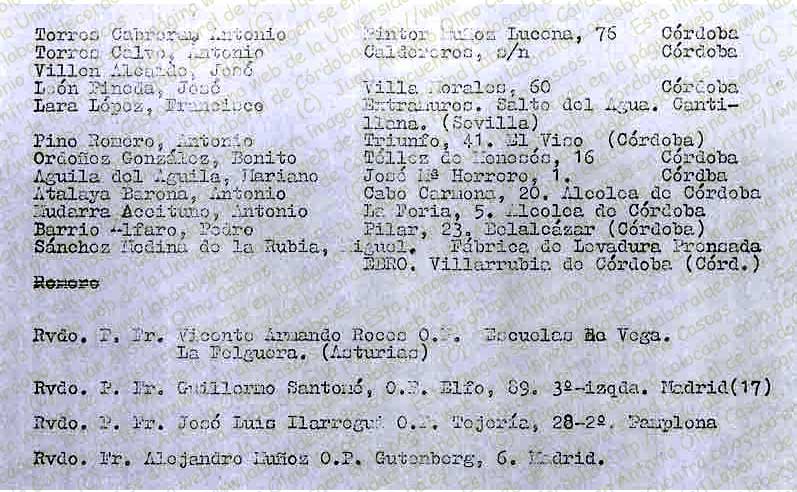 Torres Cabreras, Antonio Pintor Muñoz Lucena, 76 Córdoba
Torres Calvo, Antonio Caldereros, s/n Córdoba
Villen Alcaide, José
León Pineda, José Villa Morales, 60 Córdoba
Lara López, Francisco Extramuros. Salto del Agua. Canti-
llana. (Sevilla)
Pino Romero, Antonio Triunfo, 41. El Viso (Córdoba)
Ordoñez González, Benito Téllez de Meneses, 16 Córdoba
Aguila del Aguila, Mariano José Mª Herrero, 1. Córdba
Atalaya Barona, Antonio Cabo Carmona, 20. Alcolea de Córdoba
Mudarra Aceituno, Antonio La Feria, 5. Alcolea de Córdoba
Barrio Alfaro, Pedro Pilar, 23. Belalcázar (Córdoba)
Sánchez Medina de la Rubia, Miguel. Fábrica de Levadura Prensada
EBRO. Villarrubia de Córdoba (Córd.)
Romero
Rvdo. P. Fr. Vicente Armando Roces O.P. Escuelas de Vega.
La Felguera. (Asturias)
Rvdo. P. Fr. Guillermo Santomé, O.P. Elfo, 89. 3º-izqda. Madrid(17)
Rvdo. P. Fr. José Luis Ilarregui O.P. Tejería, 28-2º. Pamplona
Rvdo. Fr. Alejandro Muñoz O.P. Gutenberg, 6. Madrid.